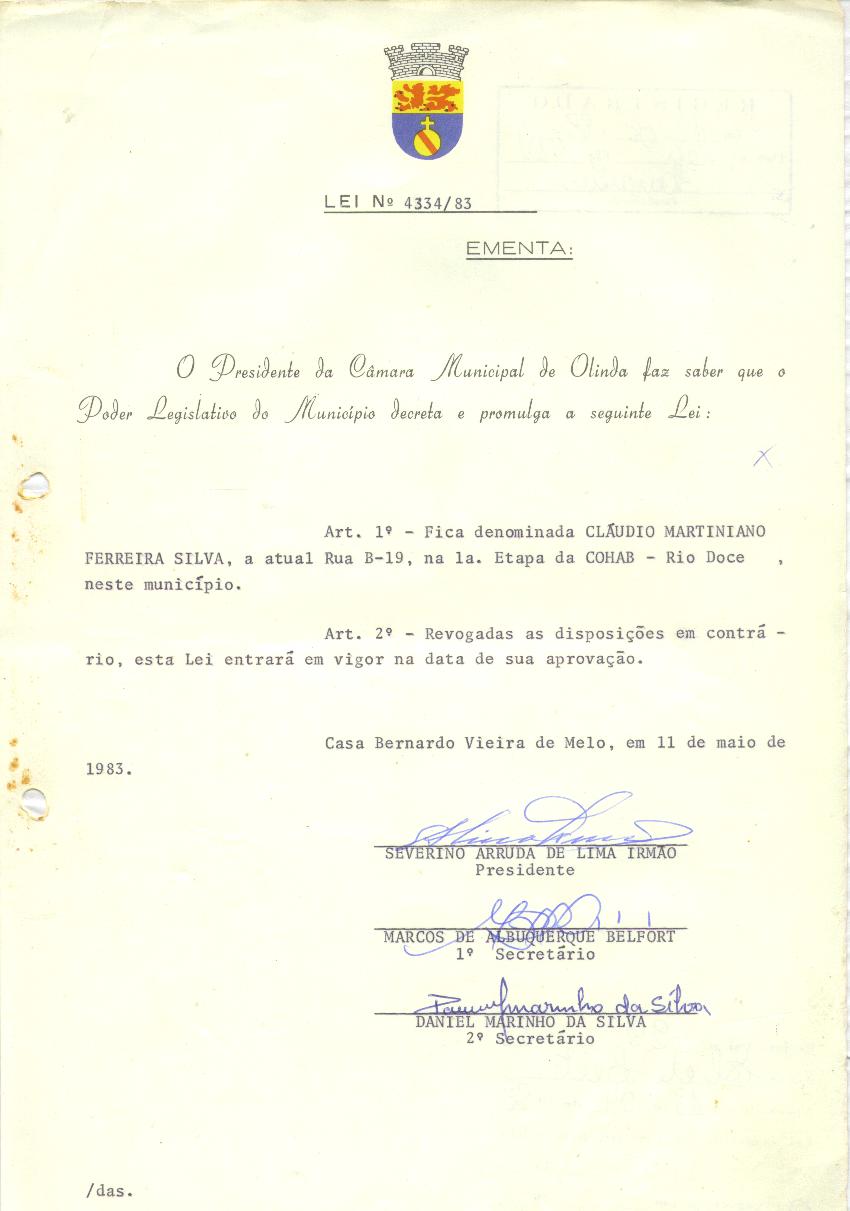 LEI Nº 4334/83
EMENTA:
O Presidente da Câmara Municipal de Olinda faz saber que o
Poder Legislativo do Município decreta e promulga a seguinte Lei:
Art. 1º - Fica denominada CLÁUDIO MARTINIANO
FERREIRA SILVA, a atual Rua B-19, na 1a. Etapa da COHAB - Rio Doce ,
neste município.
Art. 2º - Revogadas as disposições em contrá -
rio, esta Lei entrará em vigor na data de sua aprovação.
Casa Bernardo Vieira de Melo, em 11 de maio de
1983.
SEVERINO ARRUDA DE LIMA IRMÃO
Presidente
MARCOS DE ALBUQUERQUE BELFORT
1º Secretário
marinho da Silva
DANIEL MARINHO DA SILVA
2º Secretário
/das.